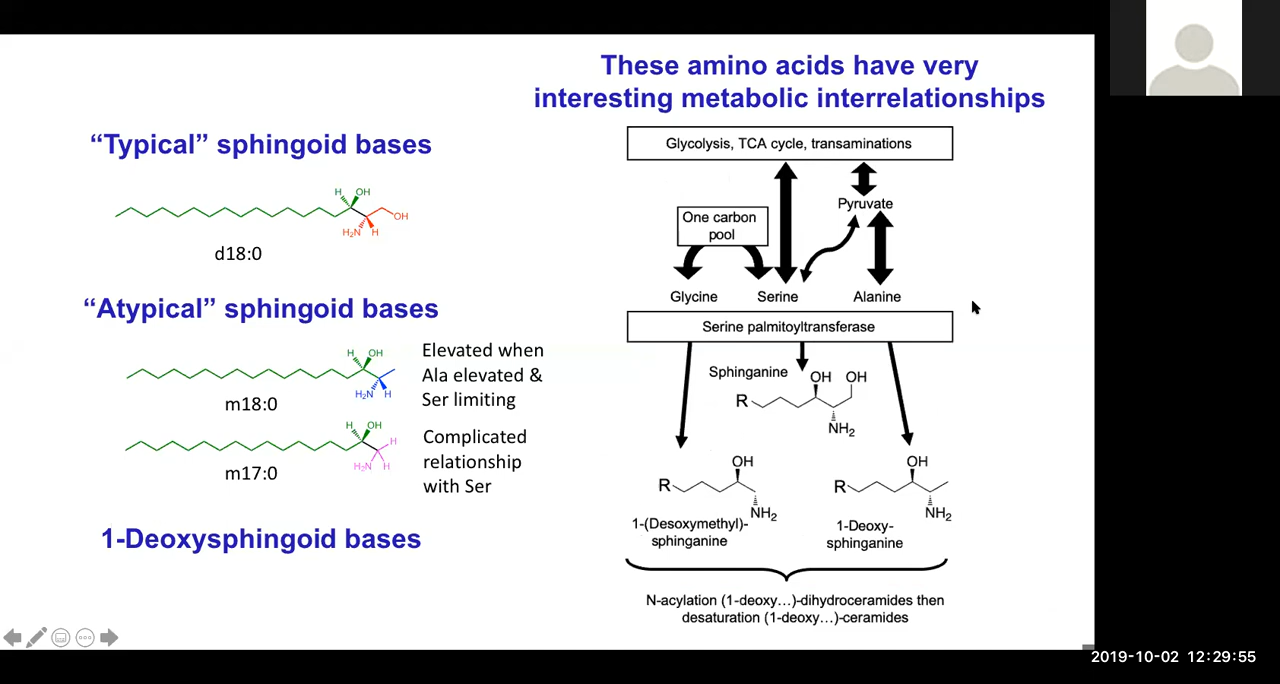 These amino acids have very
interesting metabolic interrelationships
“Typical” sphingoid bases
H OH
OH
H₂N H
d18:0
“Atypical” sphingoid bases
H OH
H₂N H
m18:0
Elevated when
Ala elevated &
Ser limiting
H OH
H
H₂N H
m17:0
Complicated
relationship
with Ser
1-Deoxysphingoid bases
Glycolysis, TCA cycle, transaminations
Pyruvate
One carbon
pool
Glycine Serine Alanine
Serine palmitoyltransferase
Sphinganine
OH OH
R
NH₂
OH
R
NH₂
1-(Desoxymethyl)-
sphinganine
OH
R
NH₂
1-Deoxy-
sphinganine
N-acylation (1-deoxy…)-dihydroceramides then
desaturation (1-deoxy…)-ceramides
2019-10-02 12:29:55